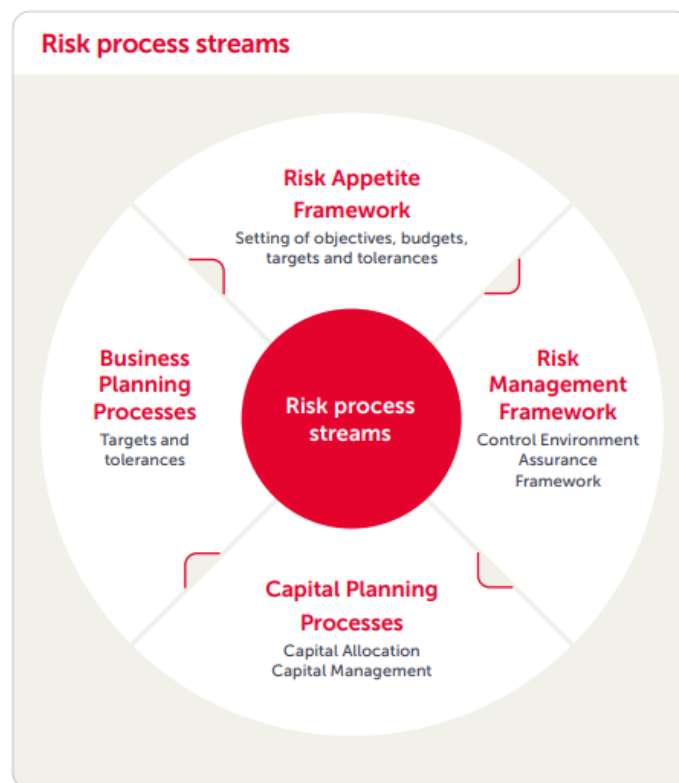 Risk process streams
Risk Appetite
Framework
Setting of objectives, budgets,
targets and tolerances
Business
Planning
Processes
Targets and
tolerances
Risk process
streams
Risk
Management
Framework
Control Environment
Assurance
Framework
Capital Planning
Processes
Capital Allocation
Capital Management